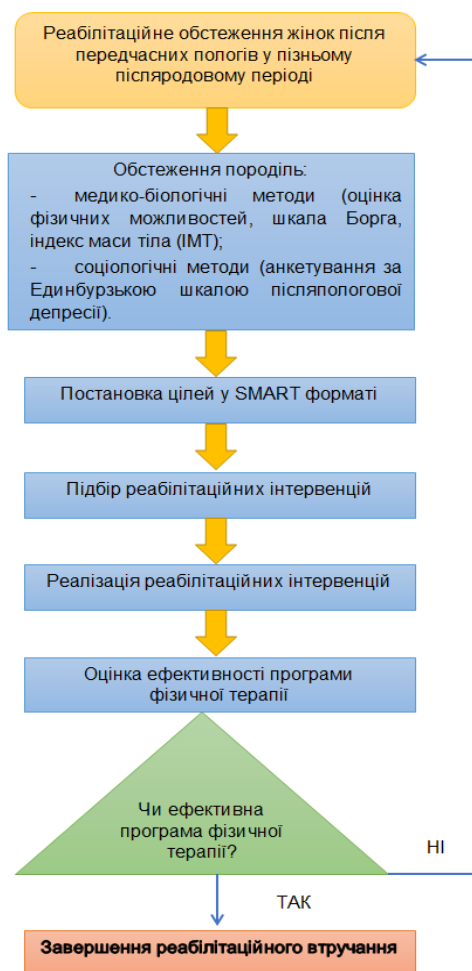 Реабілітаційне обстеження жінок після
передчасних пологів у пізньому
післяродовому періоді
Обстеження породіль:
- медико-біологічні методи (оцінка
фізичних можливостей, шкала Борга,
індекс маси тіла (ІМТ);
- соціологічні методи (анкетування за
Единбурзькою шкалою післяпологової
депресії).
Постановка цілей у SMART форматі
Підбір реабілітаційних інтервенцій
Реалізація реабілітаційних інтервенцій
Оцінка ефективності програми
фізичної терапії
Чи ефективна
програма фізичної
терапії?
НІ
ТАК
Завершення реабілітаційного втручання